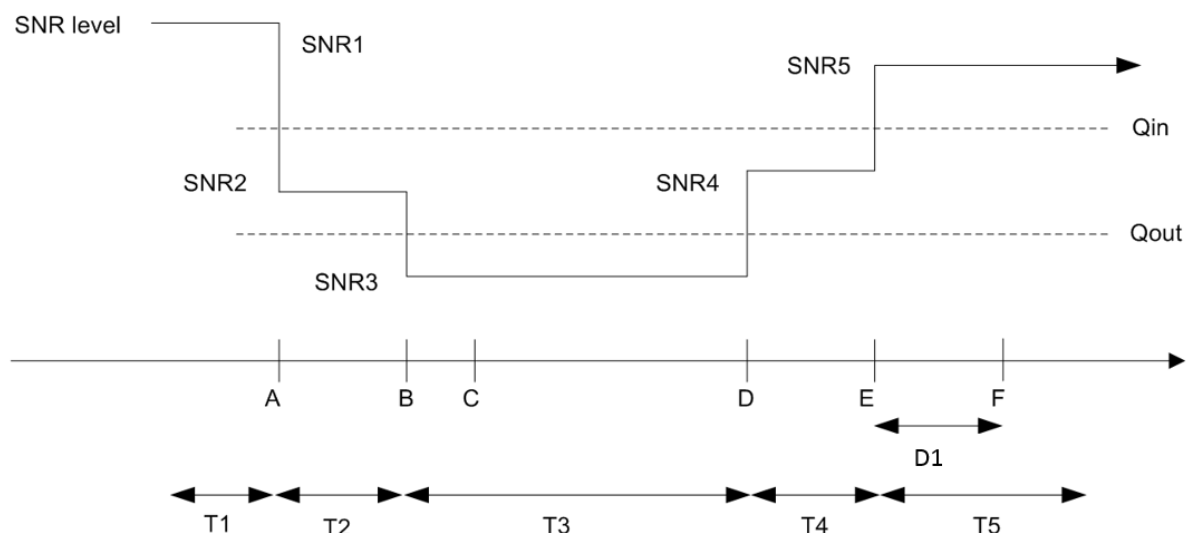 SNR level
SNR1
SNR5
Qin
SNR2
SNR4
Qout
SNR3
A B C D E F
D1
T1 T2 T3 T4 T5